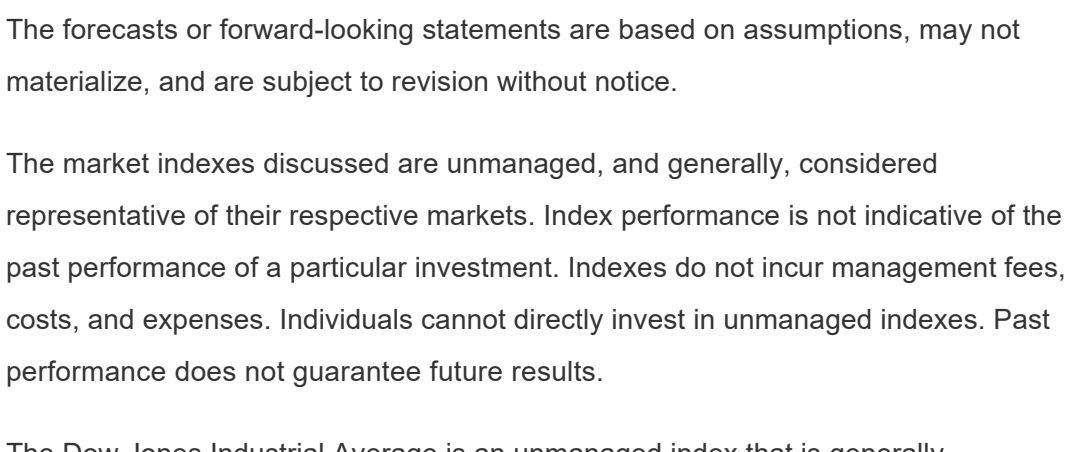 The forecasts or forward-looking statements are based on assumptions, may not
materialize, and are subject to revision without notice.
The market indexes discussed are unmanaged, and generally, considered
representative of their respective markets. Index performance is not indicative of the
past performance of a particular investment. Indexes do not incur management fees,
costs, and expenses. Individuals cannot directly invest in unmanaged indexes. Past
performance does not guarantee future results.
The Dow Jones Industrial Average is an unmanaged index that is generally